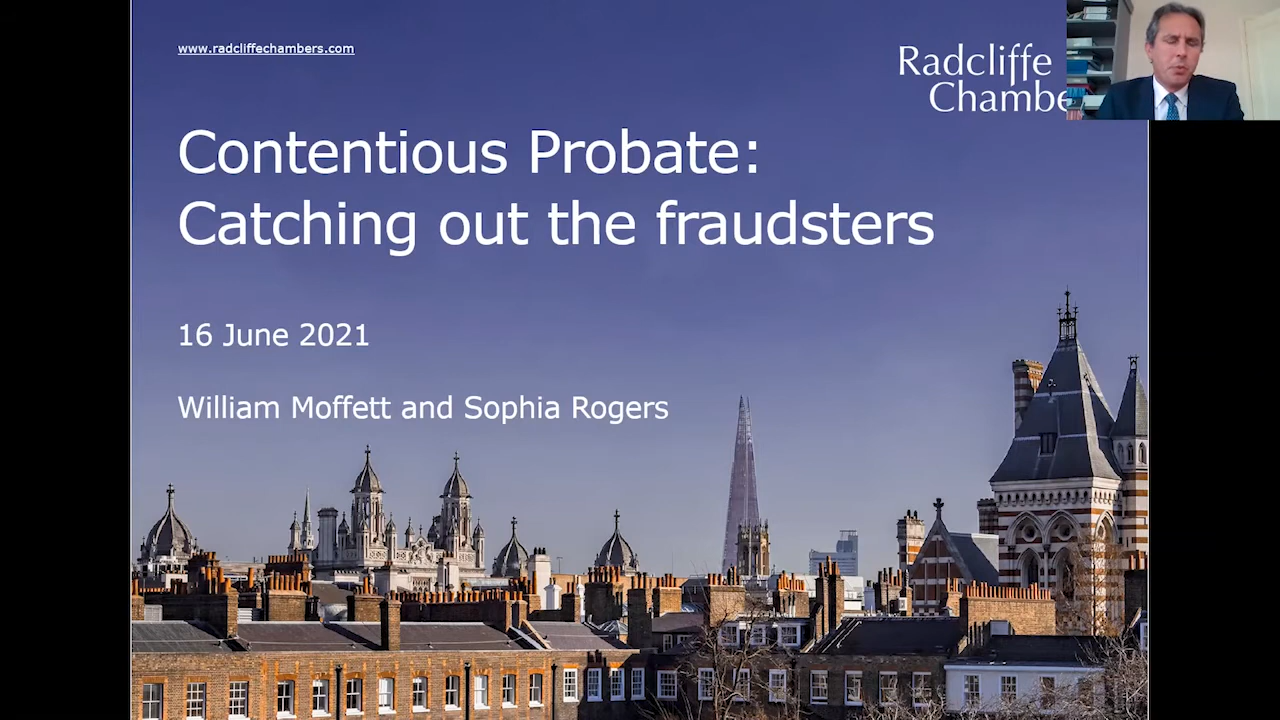 www.radcliffechambers.com
Radcliffe
Chambe
Contentious Probate:
Catching out the fraudsters
16 June 2021
William Moffett and Sophia Rogers